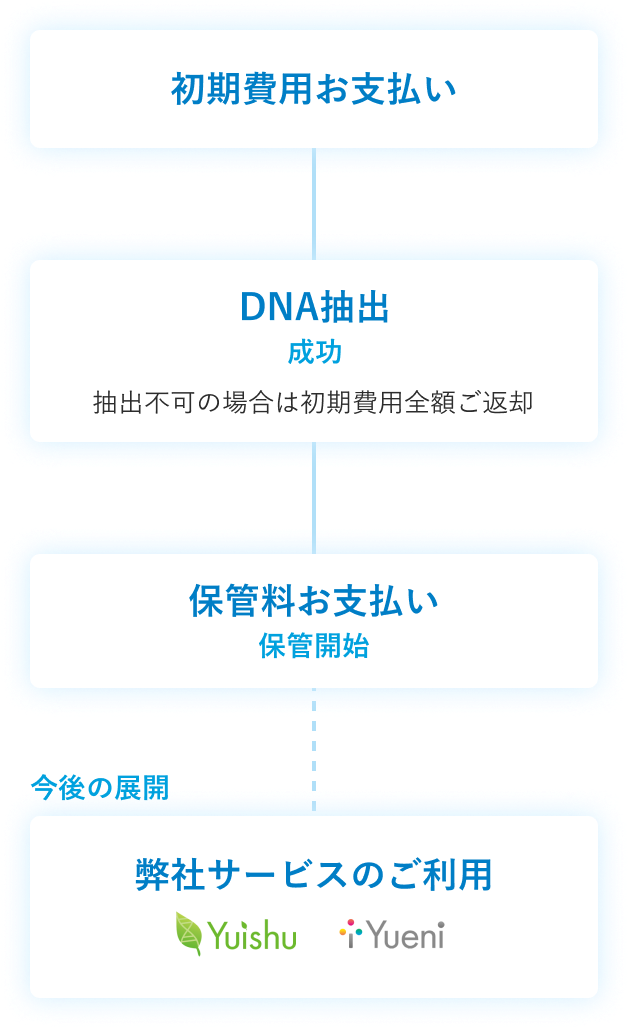 初期費用お支払い
DNA抽出
成功
抽出不可の場合は初期費用全額ご返却
保管料お支払い
保管開始
今後の展開
弊社サービスのご利用
Yuishu Yueni